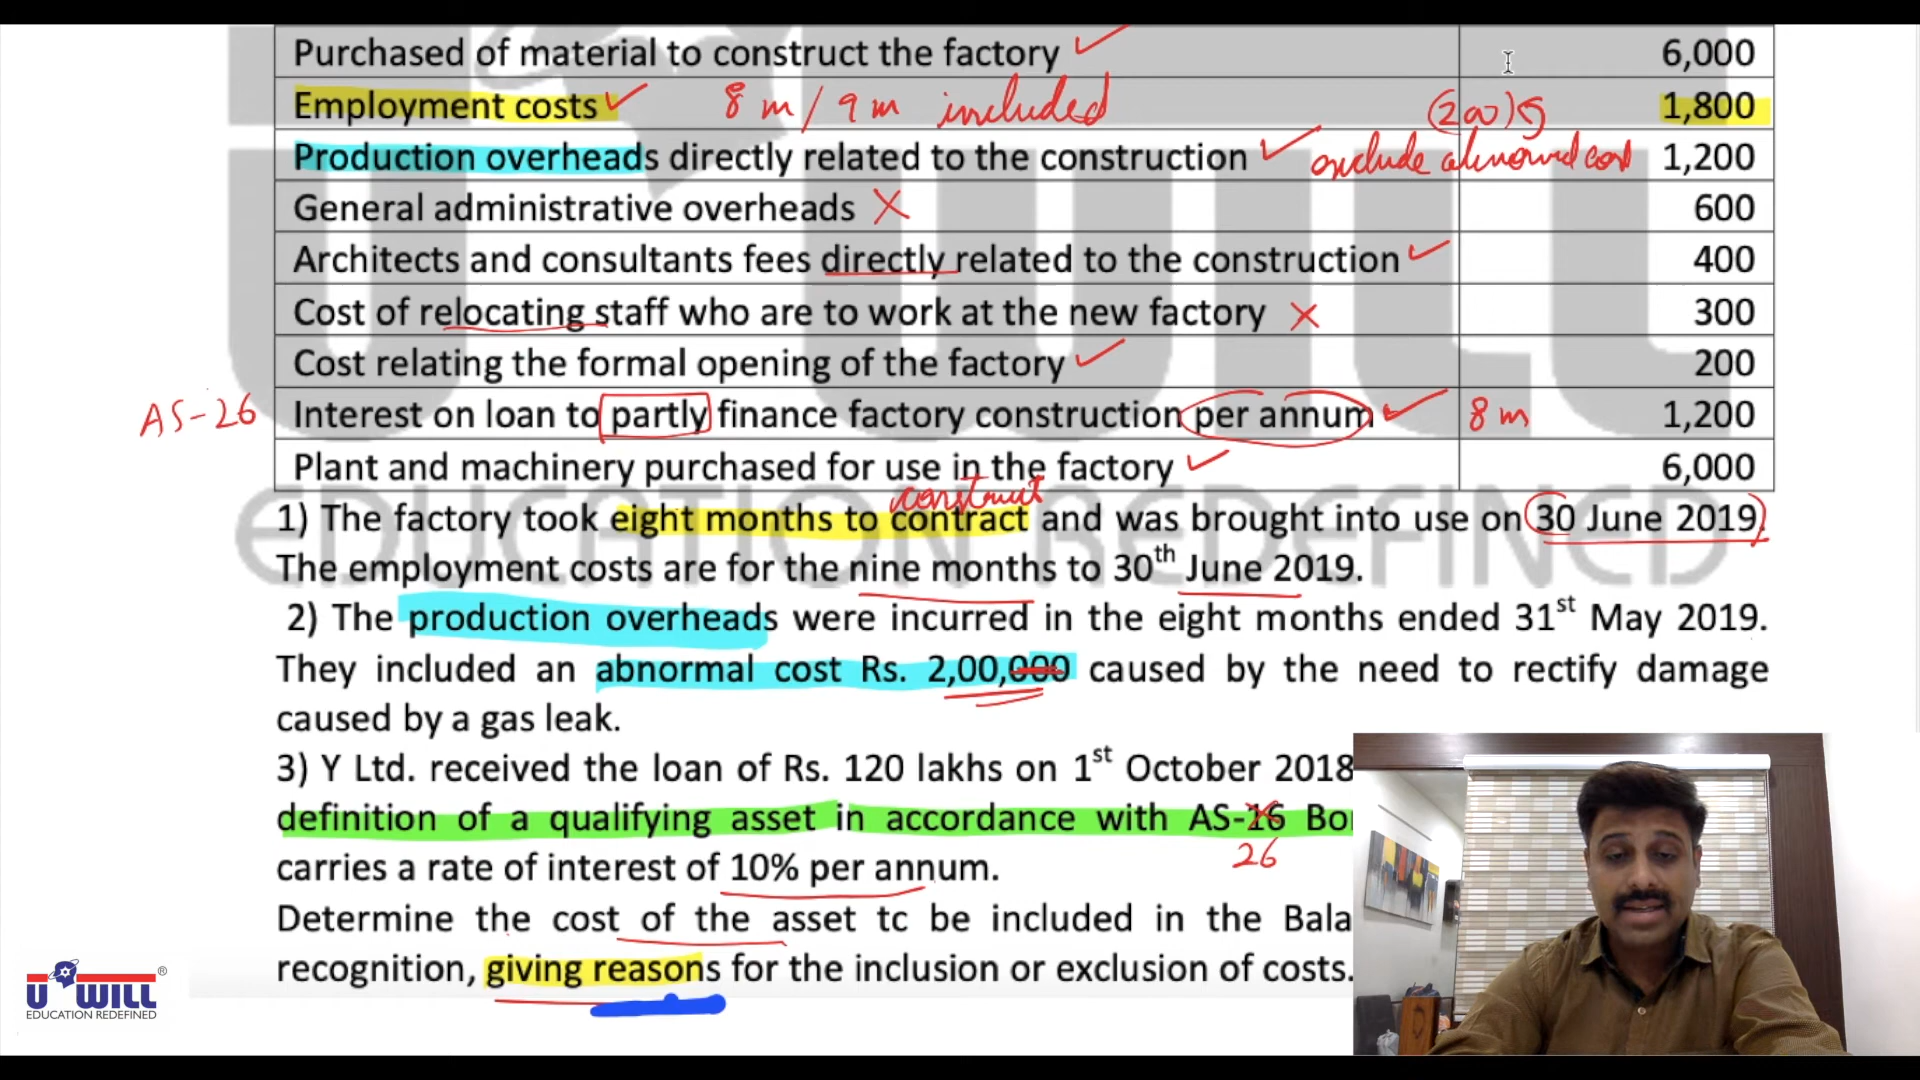 Purchased of material to construct the factory 6,000
Employment costs 8 m / 9 m included (200) 1,800
Production overheads directly related to the construction exclude abnormal cost 1,200
General administrative overheads X 600
Architects and consultants fees directly related to the construction 400
Cost of relocating staff who are to work at the new factory X 300
Cost relating the formal opening of the factory 200
AS-26 Interest on loan to partly finance factory construction per annum 8 m 1,200
Plant and machinery purchased for use in the factory 6,000
construct
1) The factory took eight months to contract and was brought into use on 30 June 2019.
The employment costs are for the nine months to 30th June 2019.
2) The production overheads were incurred in the eight months ended 31st May 2019.
They included an abnormal cost Rs. 2,00,000 caused by the need to rectify damage
caused by a gas leak.
3) Y Ltd. received the loan of Rs. 120 lakhs on 1st October 2018
definition of a qualifying asset in accordance with AS-16 Bor
26
carries a rate of interest of 10% per annum.
Determine the cost of the asset tc be included in the Bala
recognition, giving reasons for the inclusion or exclusion of costs.
U WILL ®
EDUCATION REDEFINED
U WILL
EDUCATION REDEFINED